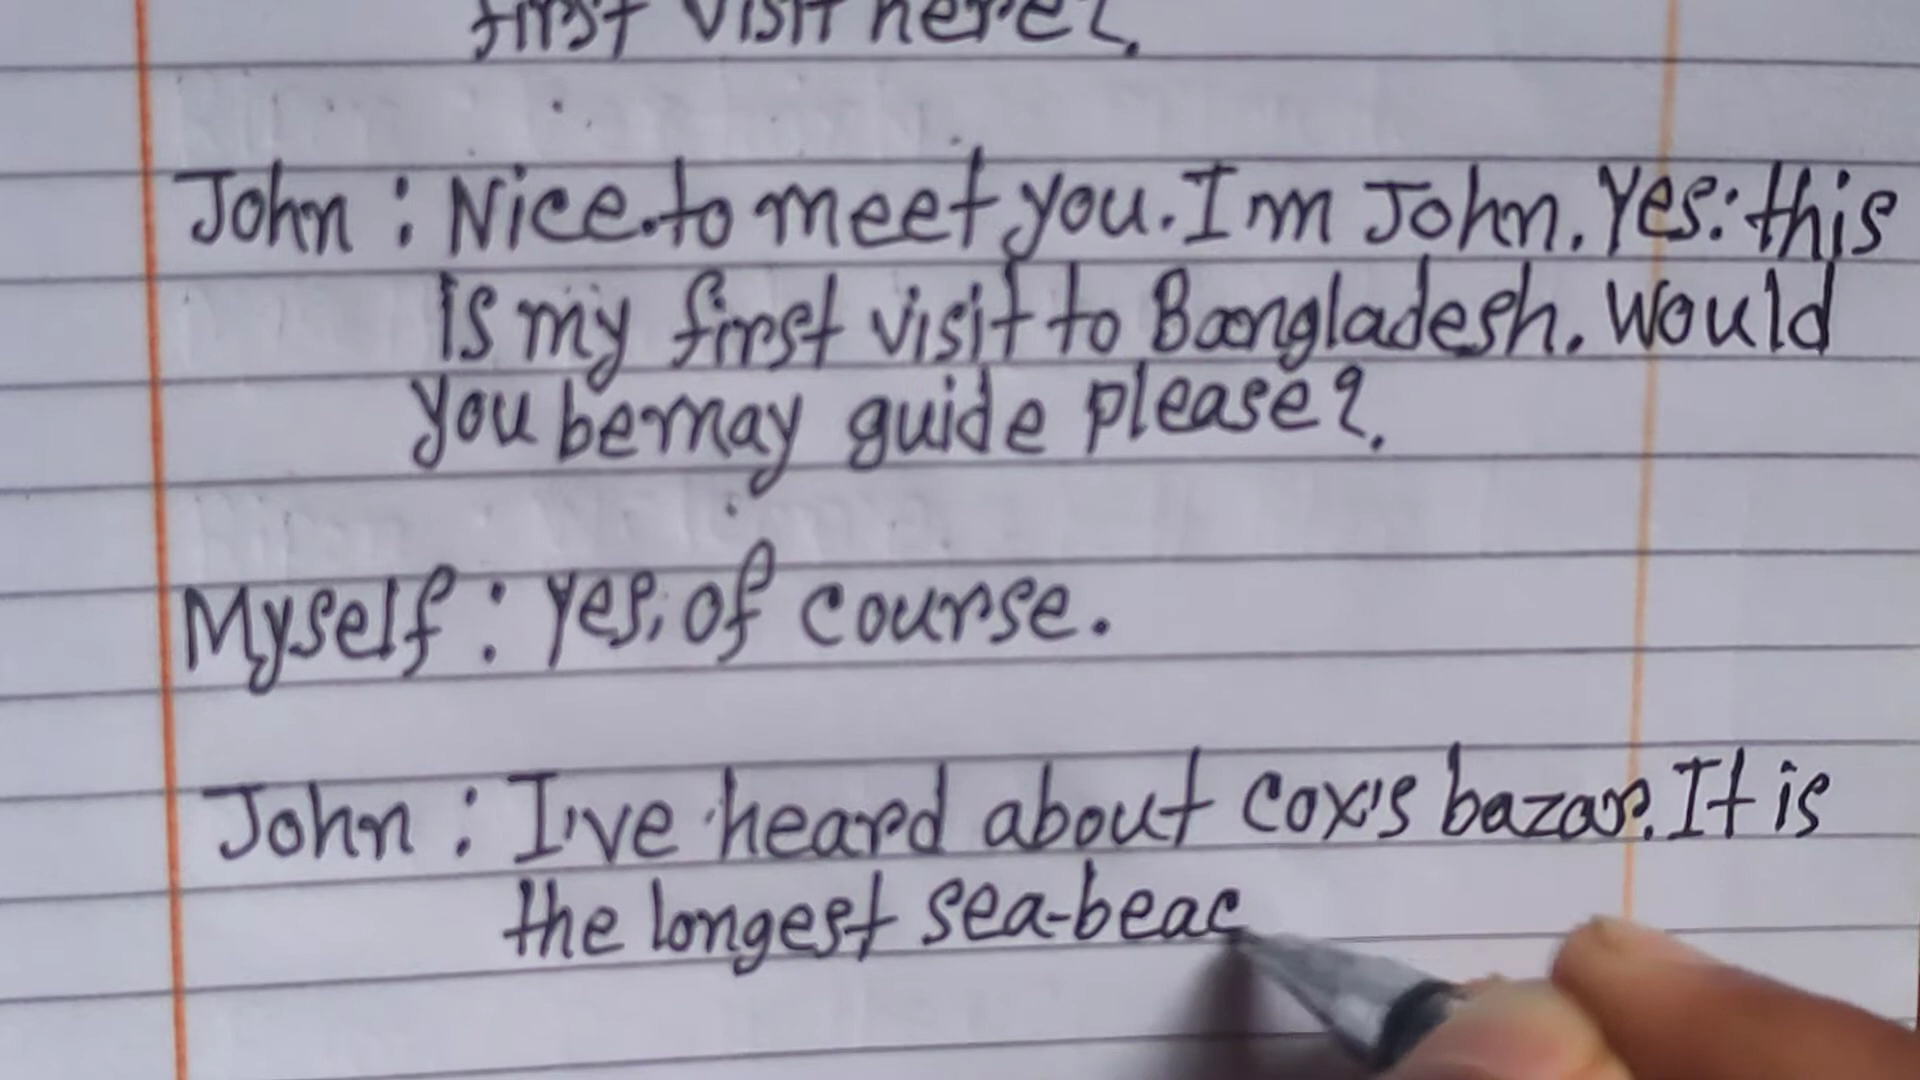 first visit here?
John : Nice to meet you. I'm John. Yes. this
is my first visit to Bangladesh. Would
you be may guide please?
Myself : Yes, of course.
John : I've heard about cox's bazar. It is
the longest sea-beac